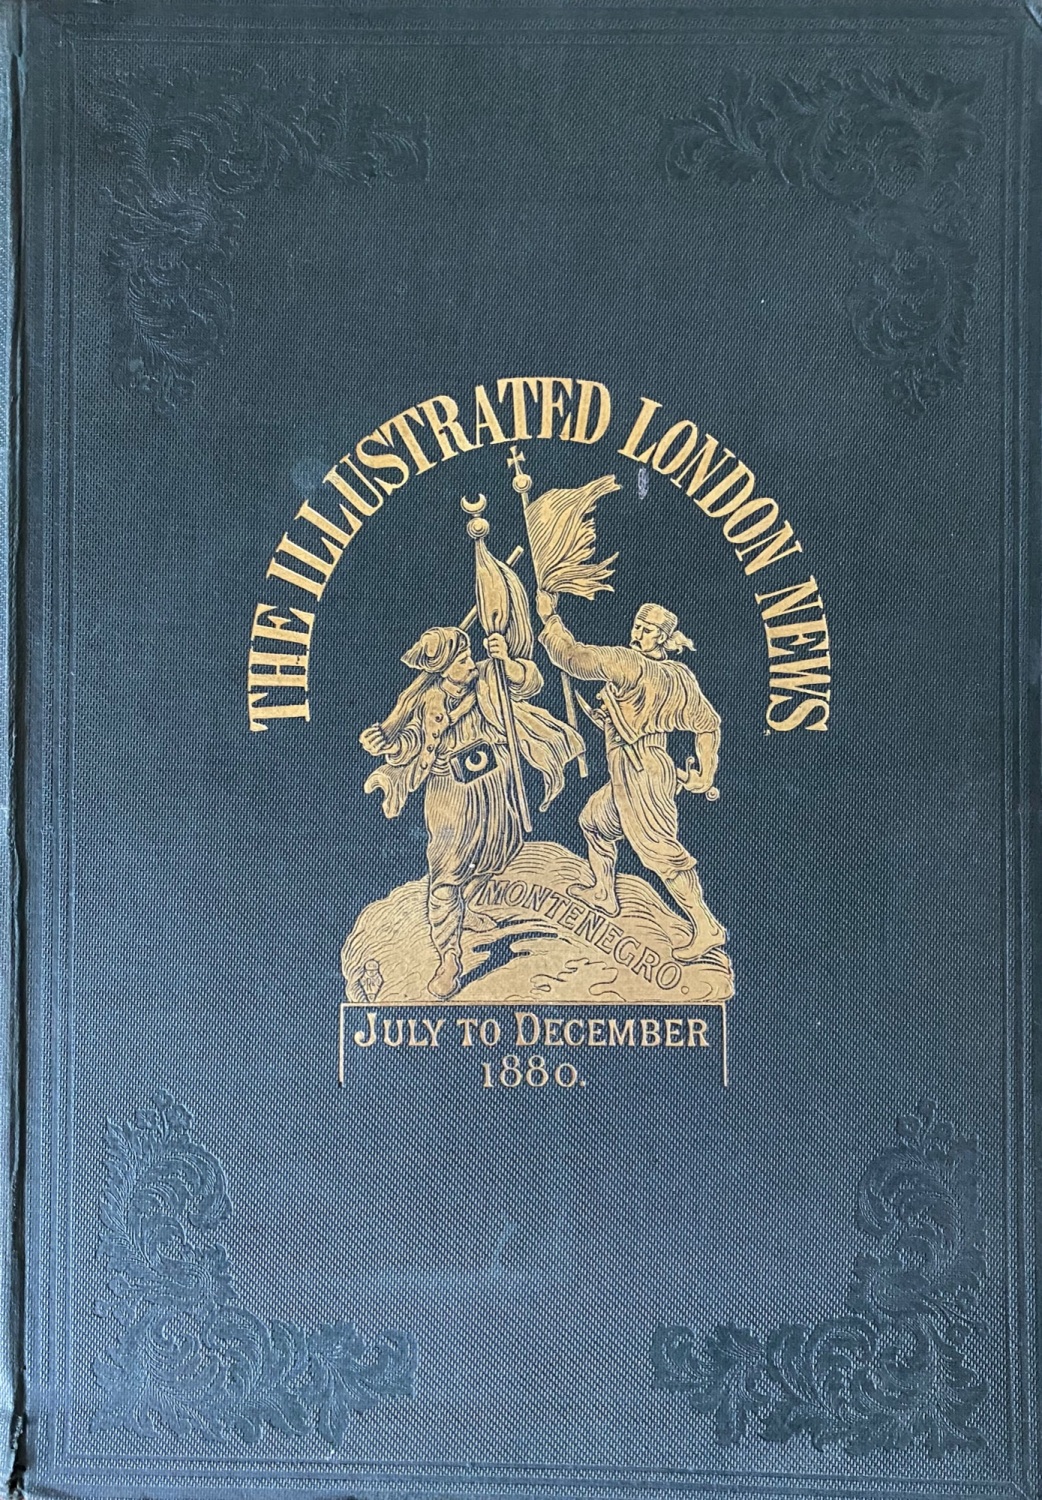 THE ILLUSTRATED LONDON NEWS.
MONTENEGRO.
JULY TO DECEMBER
1880.